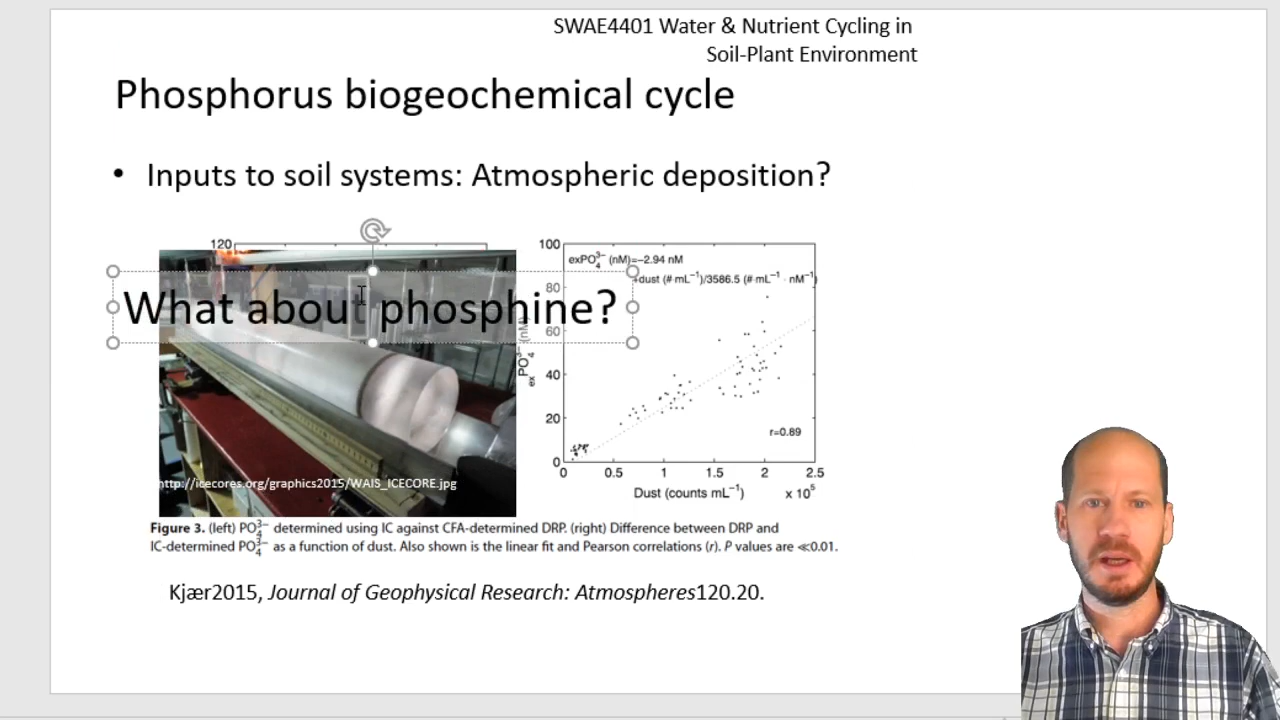 SWAE4401 Water & Nutrient Cycling in
Soil-Plant Environment
Phosphorus biogeochemical cycle
• Inputs to soil systems: Atmospheric deposition?
What about phosphine?
120
http://icecores.org/graphics2015/WAIS_ICECORE.jpg
100
80
60
40
20
0
exPO₄³⁻ (nM)
exPO₄³⁻ (nM)=−2.94 nM
+dust (# mL⁻¹)/3586.5 (# mL⁻¹ · nM⁻¹)
r=0.89
0 0.5 1 1.5 2 2.5
Dust (counts mL⁻¹) x 10⁵
Figure 3. (left) PO₄³⁻ determined using IC against CFA-determined DRP. (right) Difference between DRP and
IC-determined PO₄³⁻ as a function of dust. Also shown is the linear fit and Pearson correlations (r). P values are ≪0.01.
Kjær2015, Journal of Geophysical Research: Atmospheres120.20.